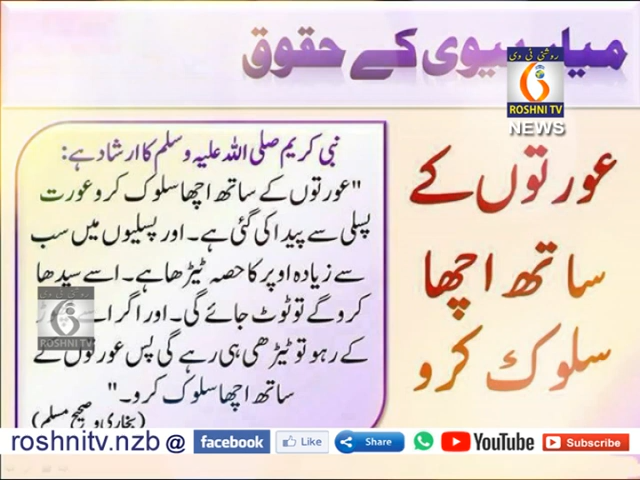 میاں بیوی کے حقوق
روشنی ٹی وی
ROSHNI TV
NEWS
نبی کریم صلی اللہ علیہ وسلم کا ارشاد ہے:
"عورتوں کے ساتھ اچھا سلوک کرو عورت
پسلی سے پیدا کی گئی ہے۔ اور پسلیوں میں سب
سے زیادہ اوپر کا حصہ ٹیڑھا ہے۔ اسے سیدھا
کرو گے تو ٹوٹ جائے گی۔ اور اگر
کے رہو تو ٹیڑھی ہی رہے گی پس عورتوں کے
ساتھ اچھا سلوک کرو۔"
(بخاری و صحیح مسلم)
عورتوں کے
ساتھ اچھا
سلوک کرو
روشنی ٹی وی
ROSHNI TV
roshnitv.nzb @ facebook Like Share YouTube Subscribe